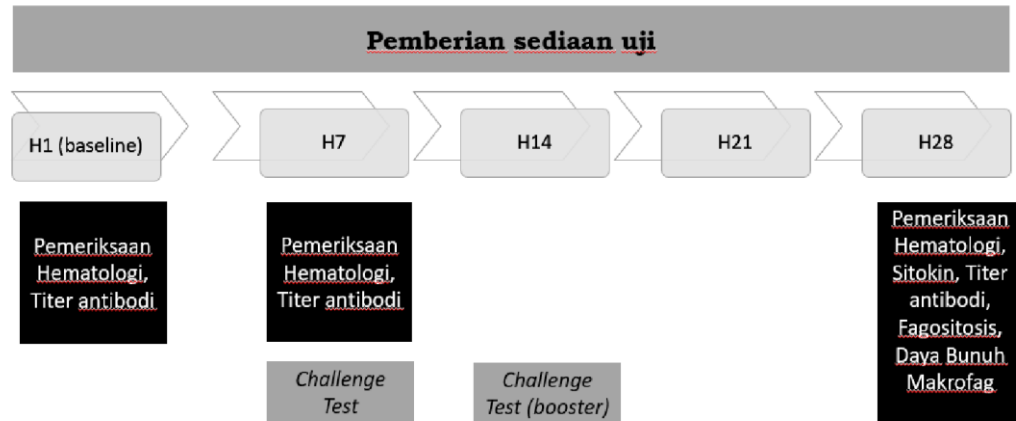 Pemberian sediaan uji
H1 (baseline)
H7
H14
H21
H28
Pemeriksaan
Hematologi,
Titer antibodi
Pemeriksaan
Hematologi,
Titer antibodi
Pemeriksaan
Hematologi,
Sitokin, Titer
antibodi,
Fagositosis,
Daya Bunuh
Makrofag
Challenge
Test
Challenge
Test (booster)